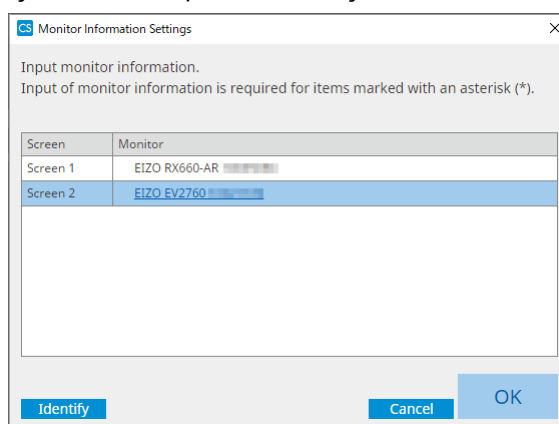 CS Monitor Information Settings
Input monitor information.
Input of monitor information is required for items marked with an asterisk (*).
Screen Monitor
Screen 1 EIZO RX660-AR
Screen 2 EIZO EV2760
Identify Cancel OK